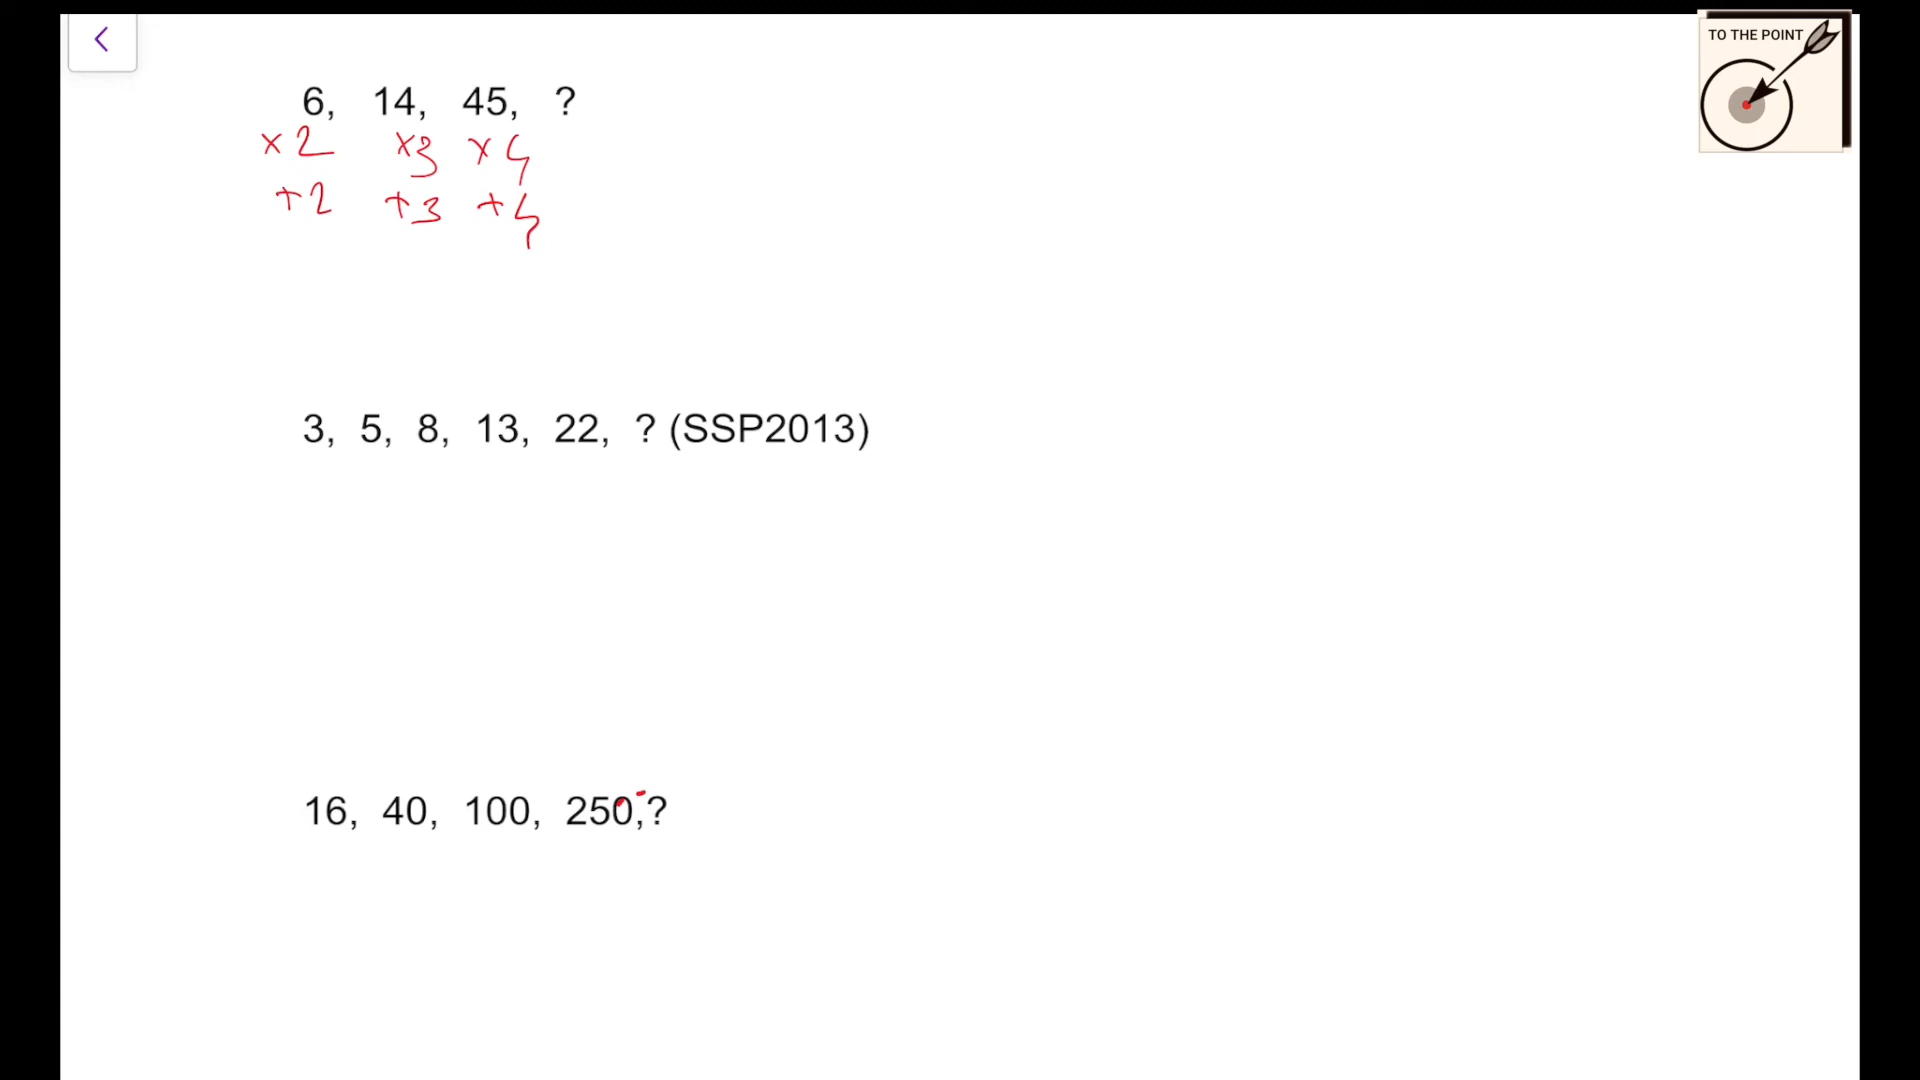 TO THE POINT
6, 14, 45, ?
×2 ×3 ×4
+2 +3 +4
3, 5, 8, 13, 22, ? (SSP2013)
16, 40, 100, 250,?